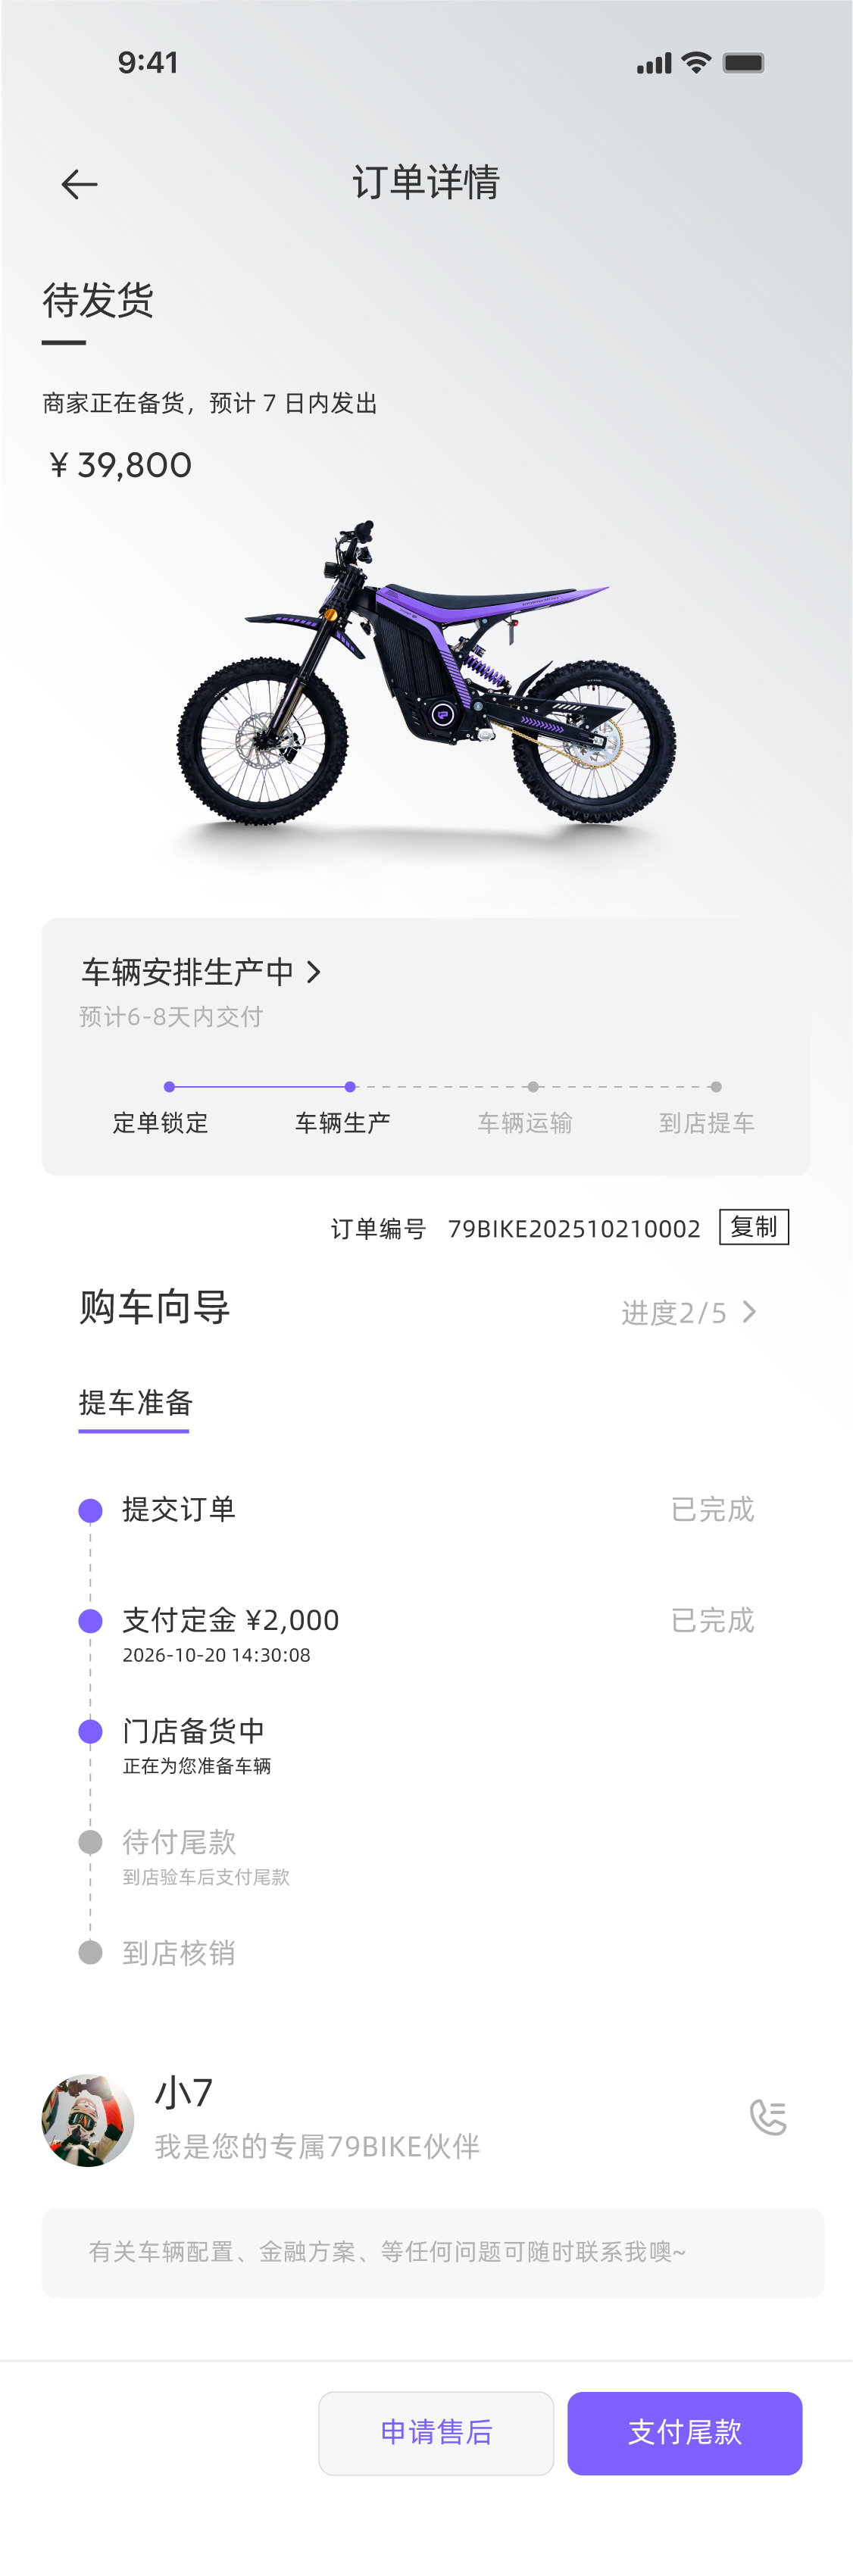 9:41
订单详情
待发货
商家正在备货，预计 7 日内发出
¥ 39,800
车辆安排生产中
预计6-8天内交付
定单锁定 车辆生产 车辆运输 到店提车
订单编号 79BIKE202510210002 复制
购车向导 进度2/5
提车准备
提交订单 已完成
支付定金 ¥2,000 已完成
2026-10-20 14:30:08
门店备货中
正在为您准备车辆
待付尾款
到店验车后支付尾款
到店核销
小7
我是您的专属79BIKE伙伴
有关车辆配置、金融方案、等任何问题可随时联系我噢~
申请售后 支付尾款